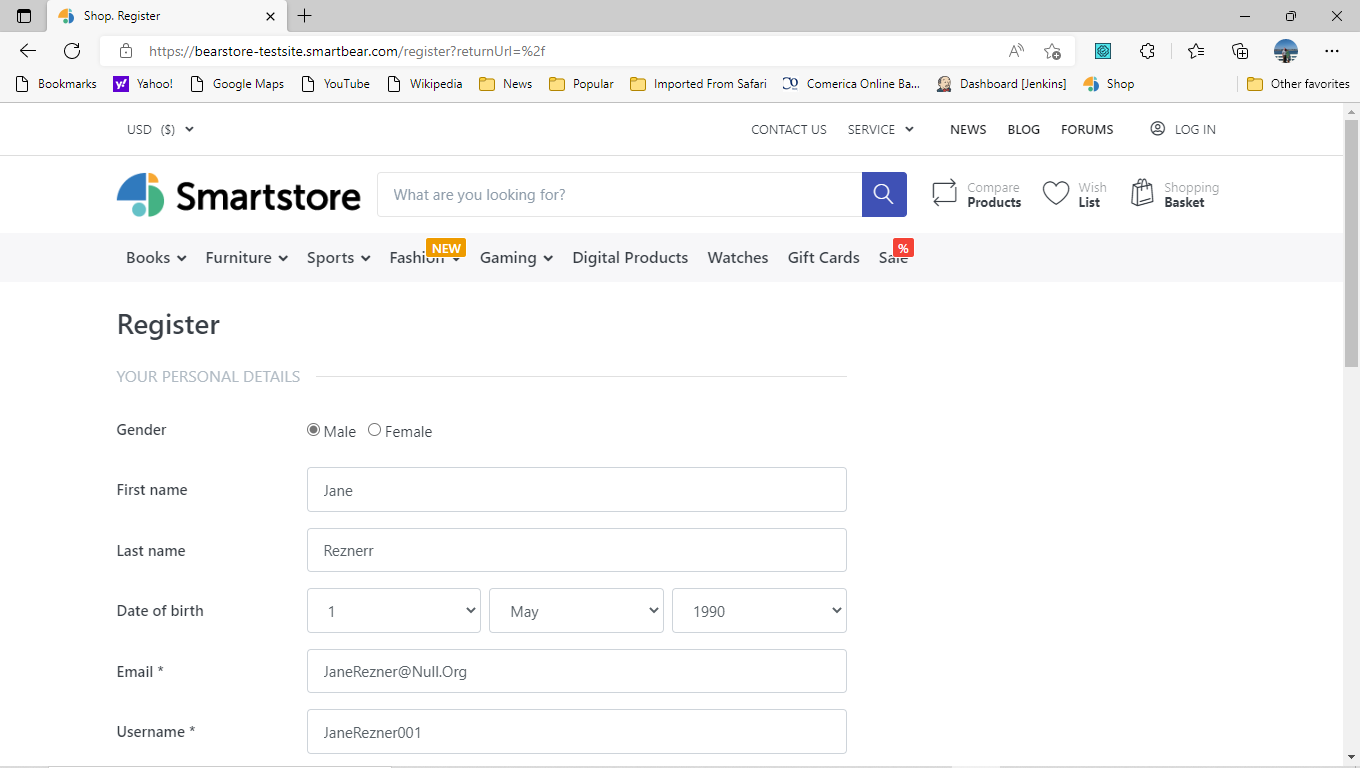 Shop. Register
https://bearstore-testsite.smartbear.com/register?returnUrl=%2f
Bookmarks Yahoo! Google Maps YouTube Wikipedia News Popular Imported From Safari Comerica Online Ba... Dashboard [Jenkins] Shop Other favorites
USD ($) CONTACT US SERVICE NEWS BLOG FORUMS LOG IN
Smartstore What are you looking for? Compare Products Wish List Shopping Basket
NEW %
Books Furniture Sports Fashion Gaming Digital Products Watches Gift Cards Sale
Register
YOUR PERSONAL DETAILS
Gender Male Female
First name Jane
Last name Reznerr
Date of birth 1 May 1990
Email * JaneRezner@Null.Org
Username * JaneRezner001